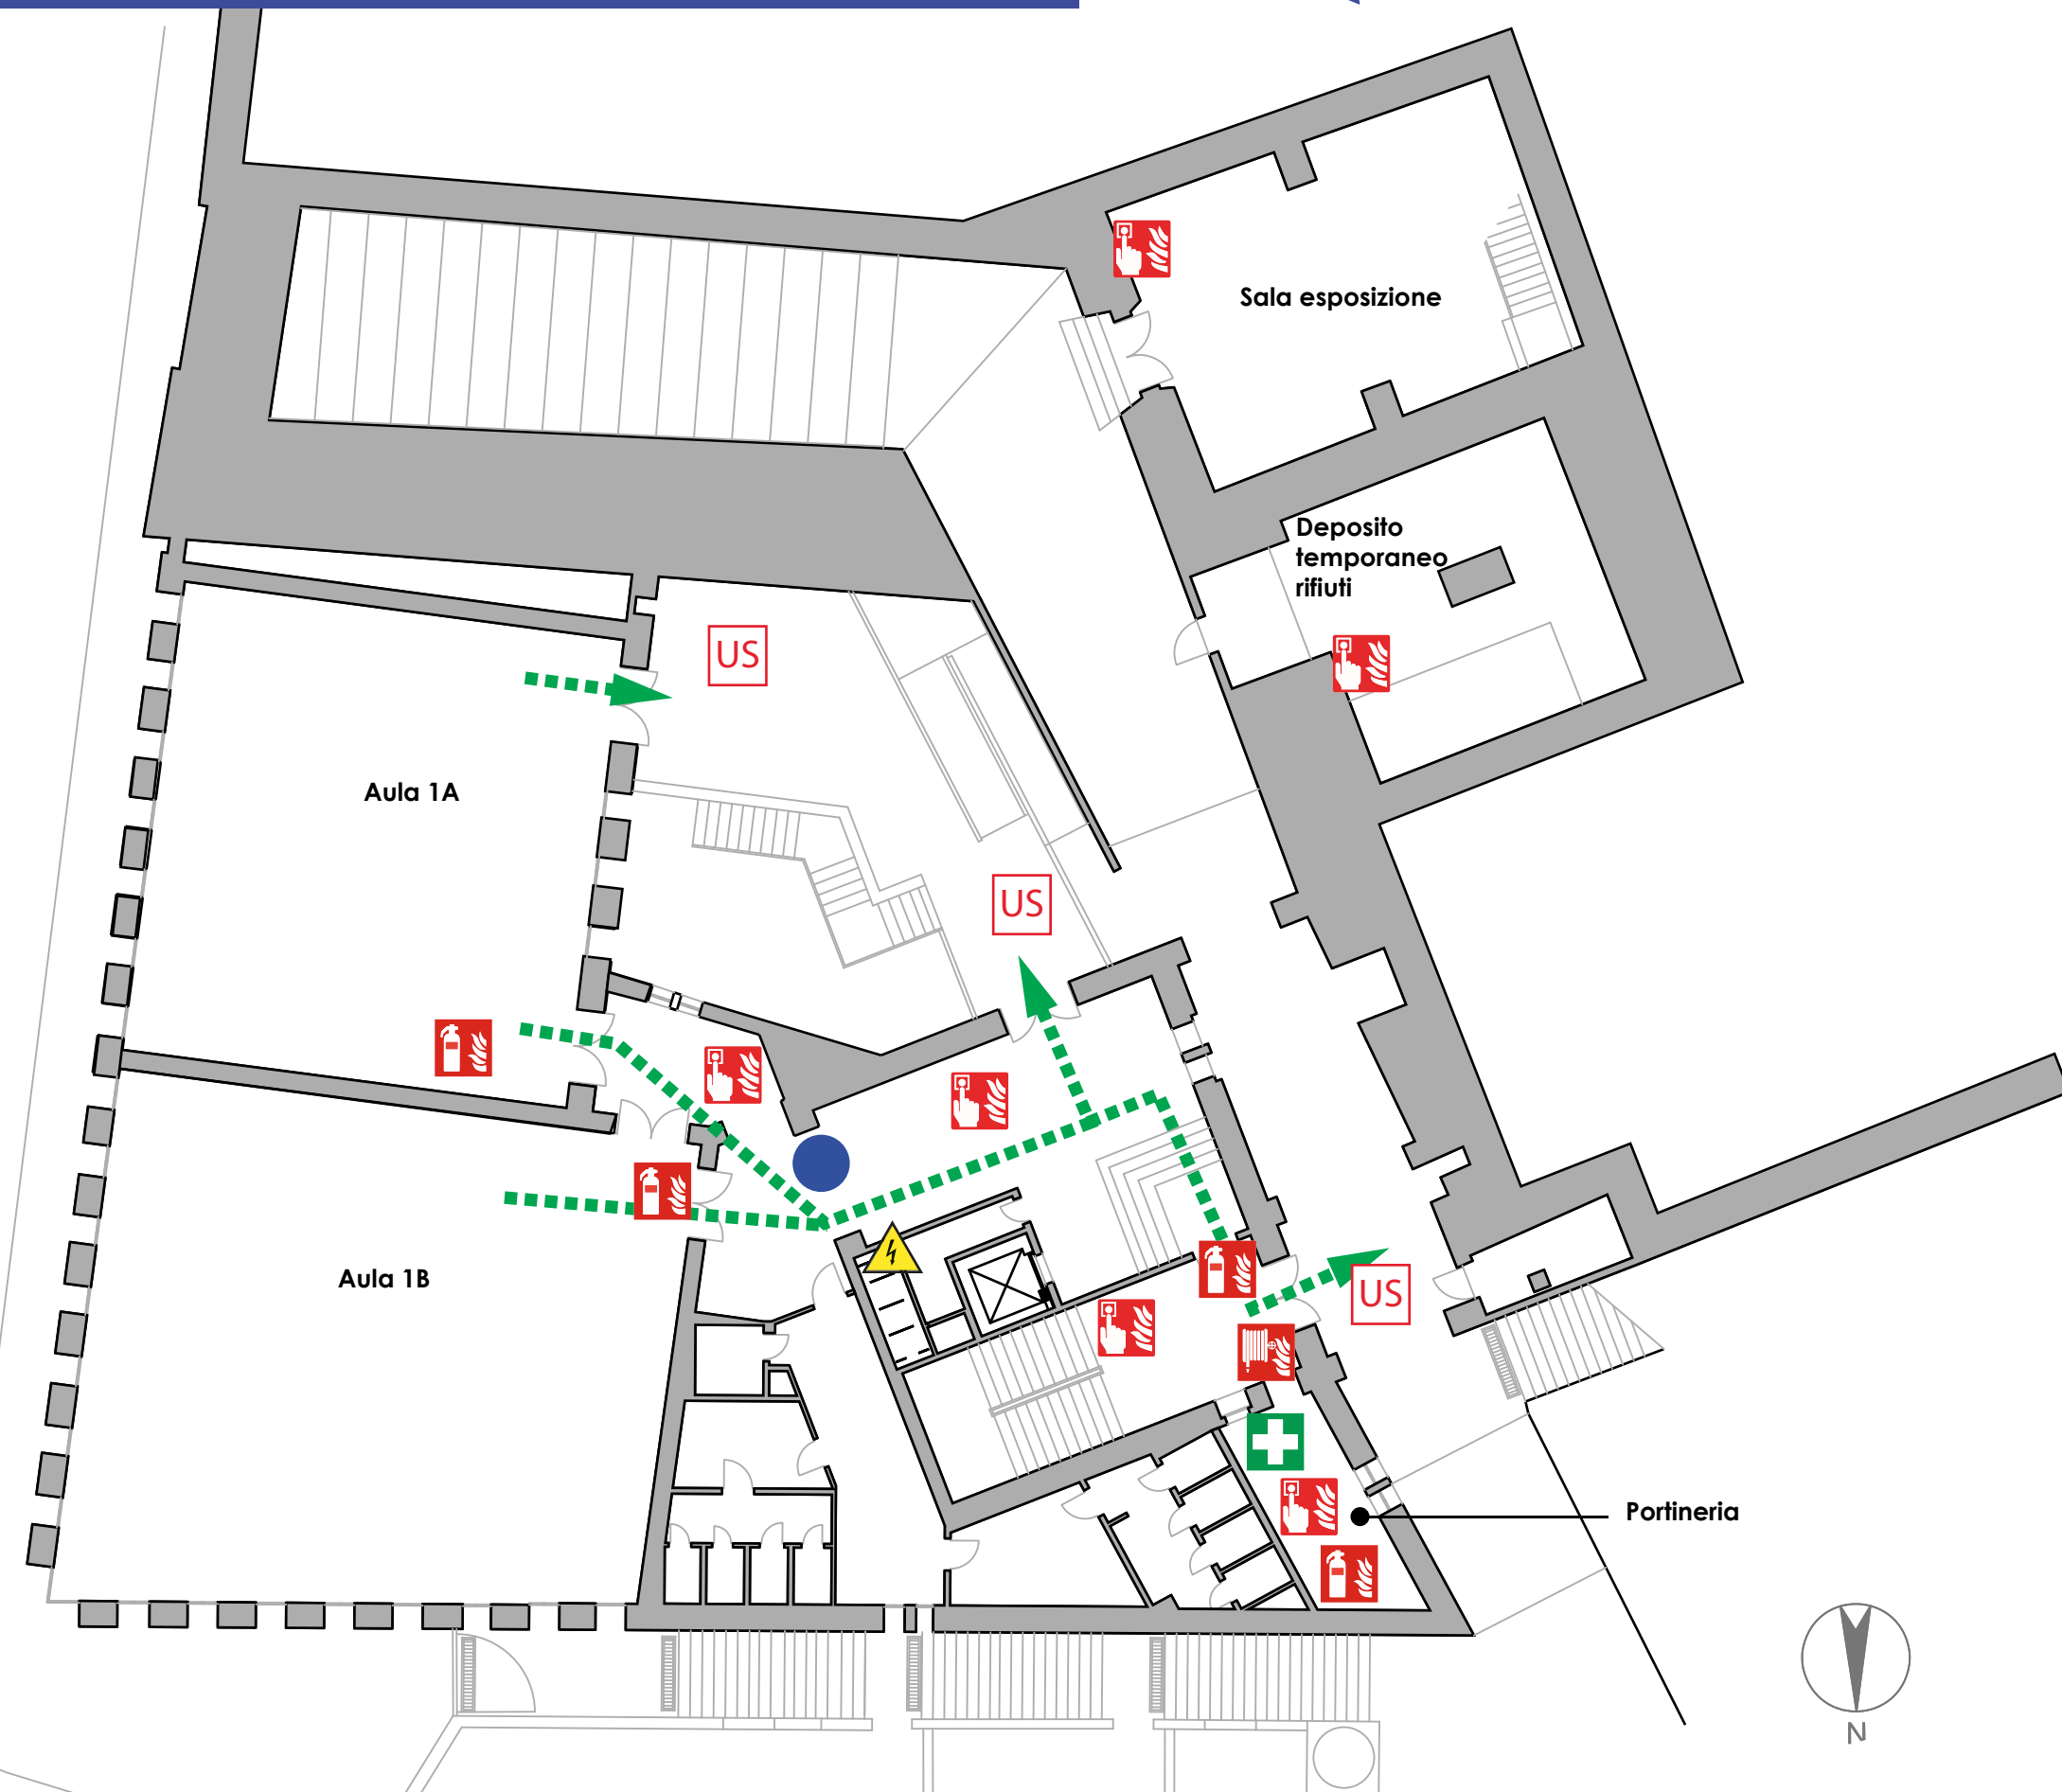 Sala esposizione
Deposito
temporaneo
rifiuti
US
Aula 1A
US
Aula 1B
US
Portineria
N